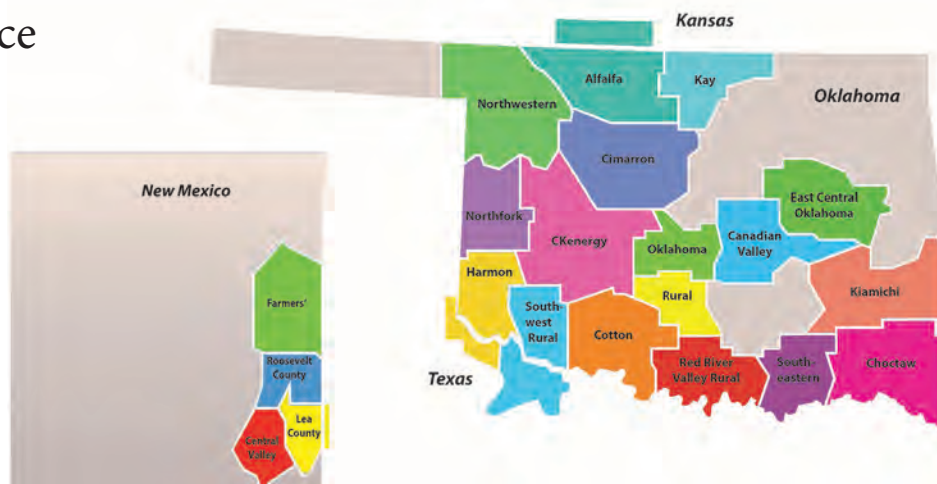 ce
Kansas
Alfalfa
Kay
Northwestern
Oklahoma
Cimarron
New Mexico
East Central
Oklahoma
Northfork
CKenergy
Oklahoma
Canadian
Valley
Harmon
Rural
Kiamichi
Farmers'
South-
west
Rural
Cotton
Roosevelt
County
Red River
Valley Rural
South-
eastern
Choctaw
Texas
Lea
County
Central
Valley